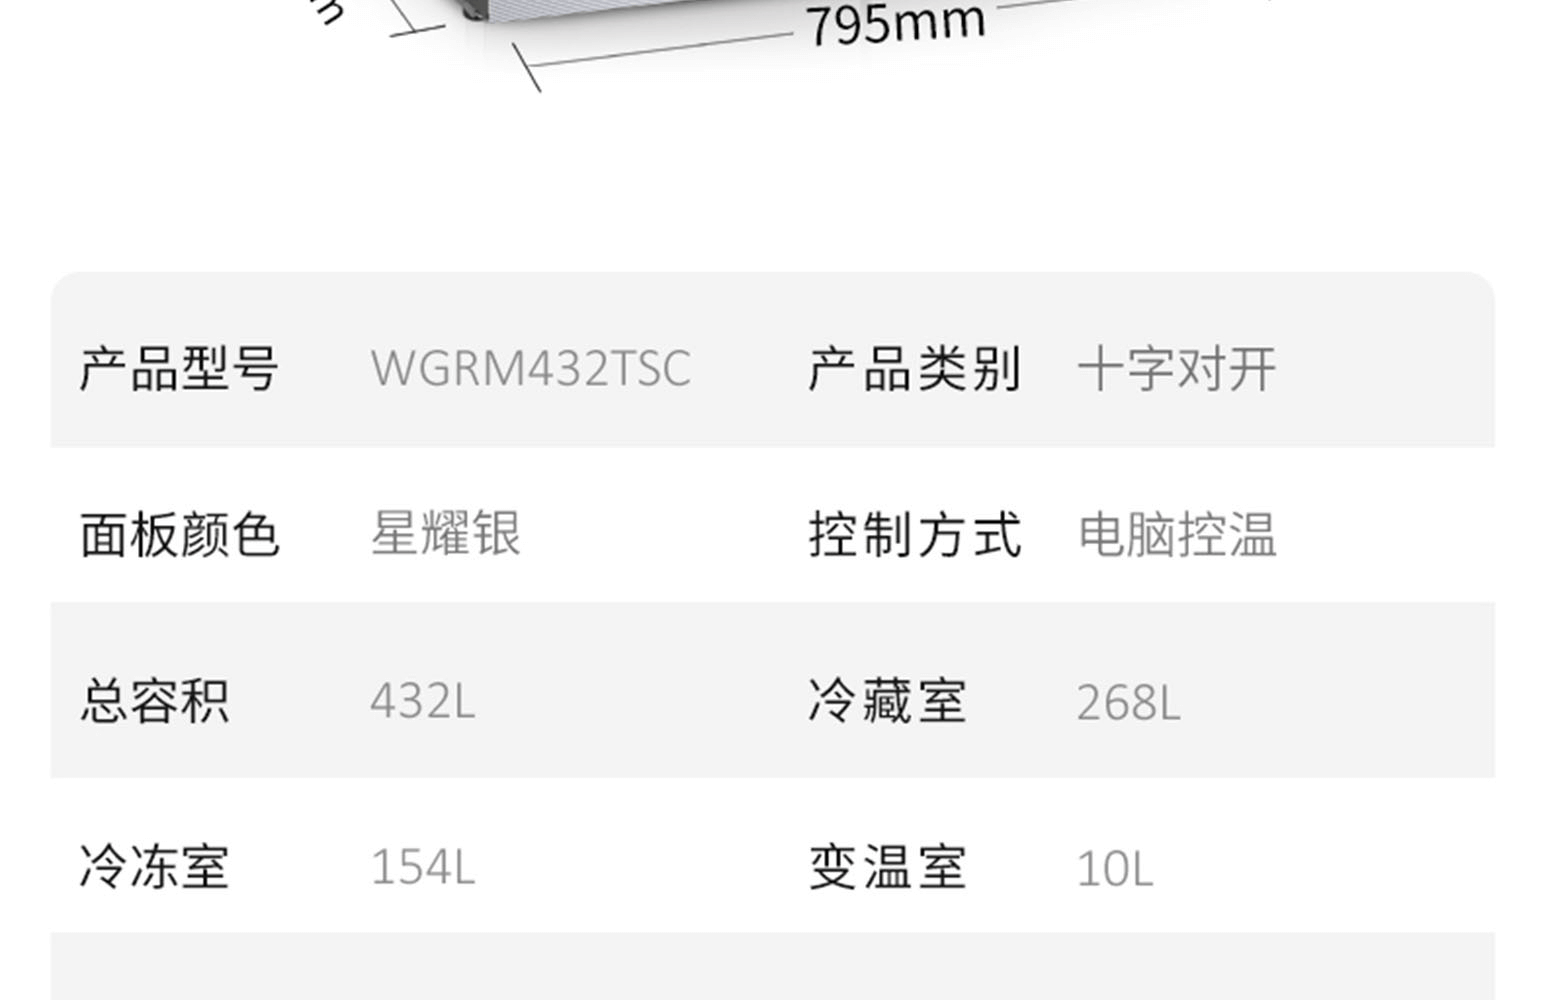 795mm
产品型号 WGRM432TSC 产品类别 十字对开
面板颜色 星耀银 控制方式 电脑控温
总容积 432L 冷藏室 268L
冷冻室 154L 变温室 10L